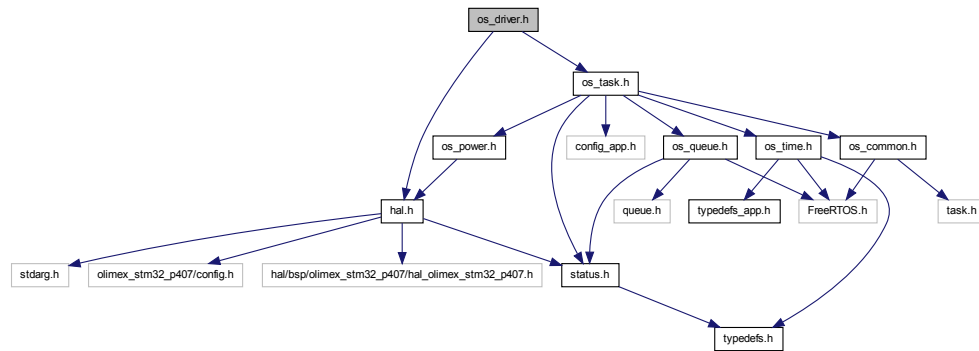 os_driver.h
os_task.h
os_power.h
config_app.h
os_queue.h
os_time.h
os_common.h
hal.h
queue.h
typedefs_app.h
FreeRTOS.h
task.h
stdarg.h
olimex_stm32_p407/config.h
hal/bsp/olimex_stm32_p407/hal_olimex_stm32_p407.h
status.h
typedefs.h